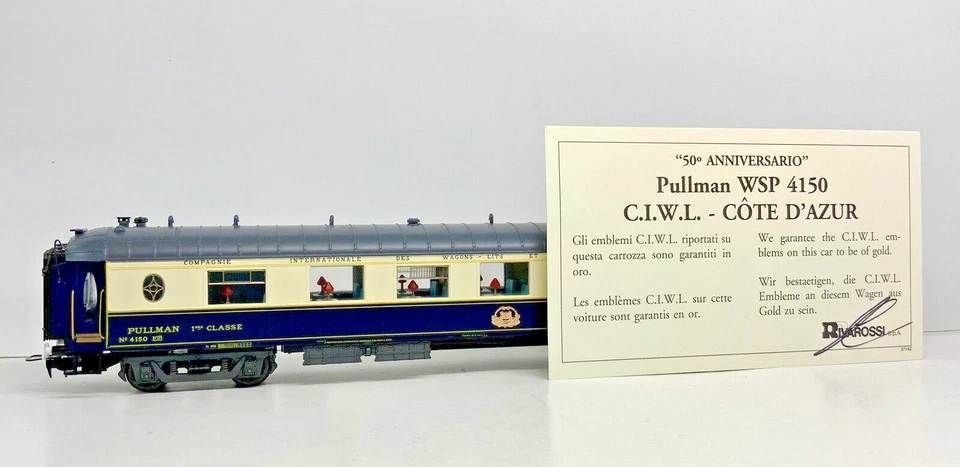 COMPAGNIE INTERNATIONALE DES WAGONS-LITS ET
PULLMAN 1RE CLASSE
No 4150 E
"50º ANNIVERSARIO"
Pullman WSP 4150
C.I.W.L. - CÔTE D'AZUR
Gli emblemi C.I.W.L. riportati su
questa carrozza sono garantiti in
oro.
Les emblèmes C.I.W.L. sur cette
voiture sont garantis en or.
We garantee the C.I.W.L. em-
blems on this car to be of gold.
Wir bestaetigen, die C.I.W.L.
Embleme an diesem Wagen aus
Gold zu sein.
RIVAROSSI S.p.A.